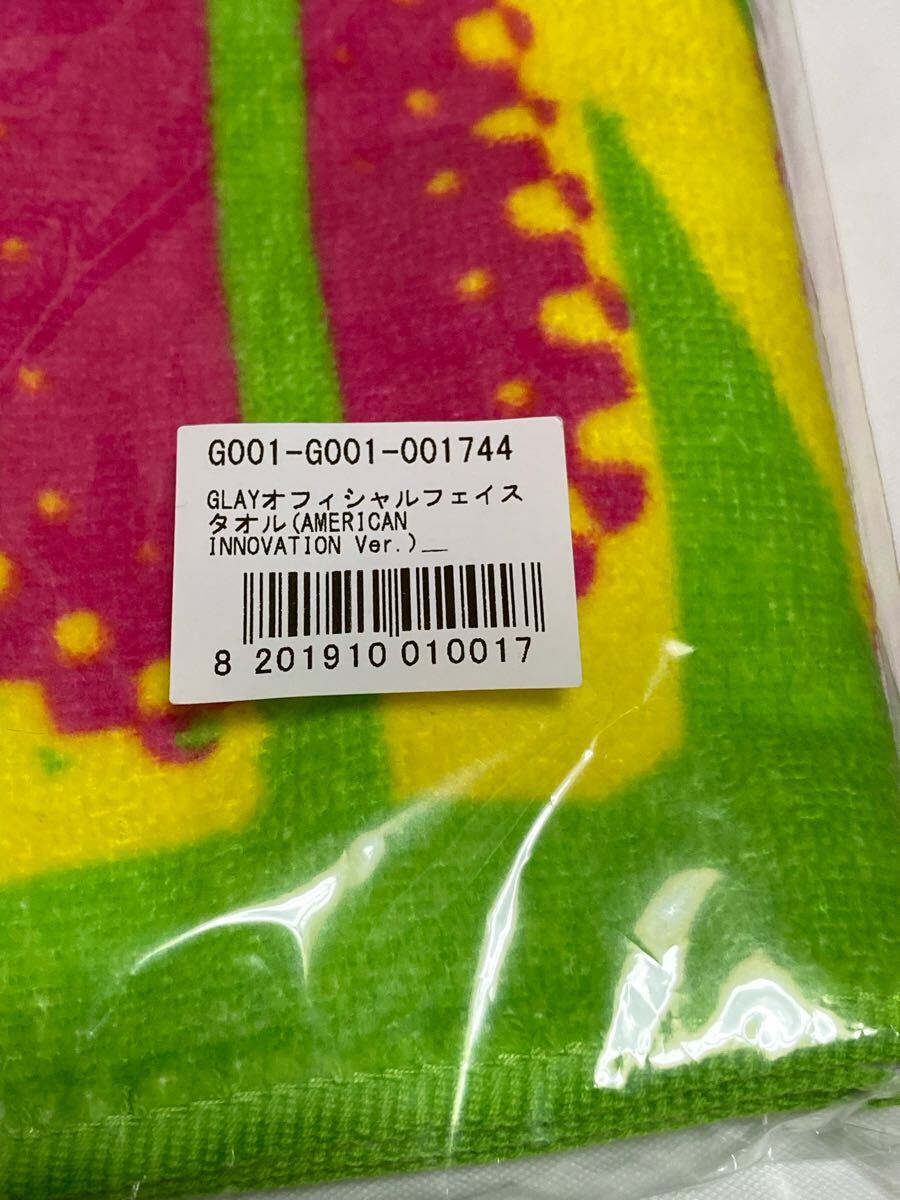 G001-G001-001744
GLAYオフィシャルフェイス
タオル(AMERICAN
INNOVATION Ver.)__
8 201910 010017